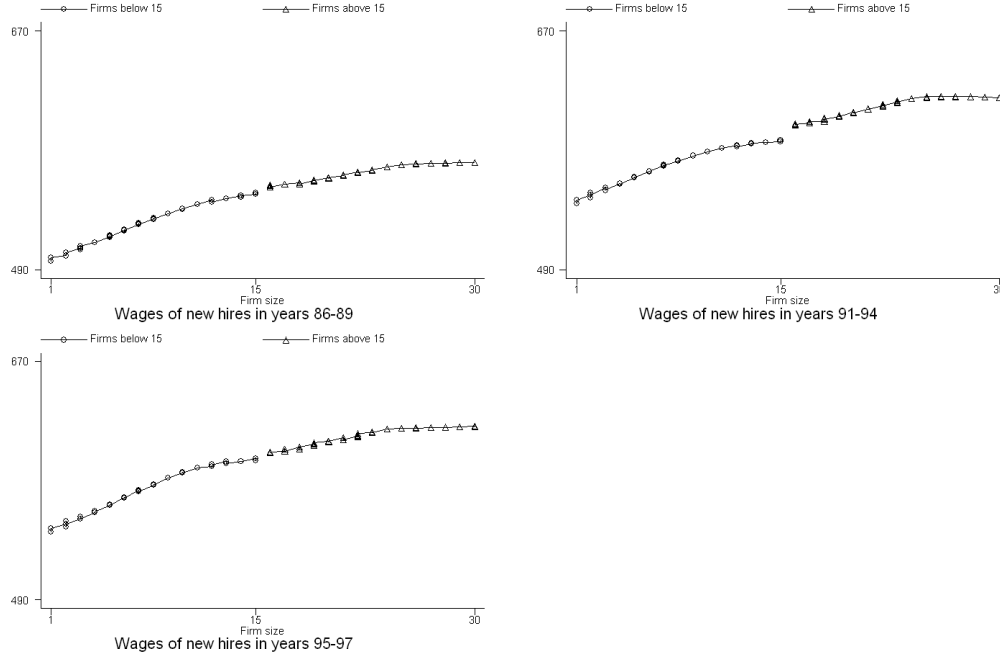 Firms below 15 Firms above 15
670
490
1 15 30
Firm size
Wages of new hires in years 86-89
Firms below 15 Firms above 15
670
490
1 15
Firm size
Wages of new hires in years 91-94
Firms below 15 Firms above 15
670
490
1 15 30
Firm size
Wages of new hires in years 95-97